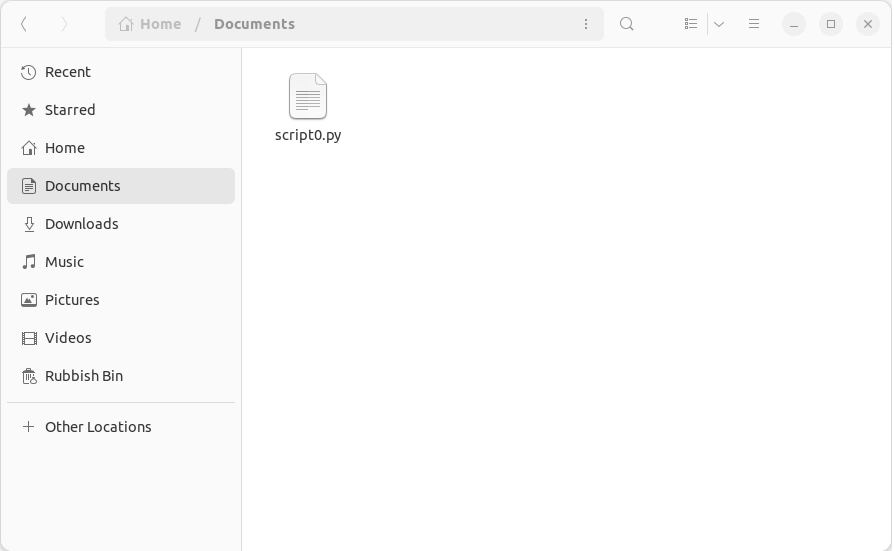 Home / Documents
Recent
Starred
Home
Documents
Downloads
Music
Pictures
Videos
Rubbish Bin
Other Locations
script0.py